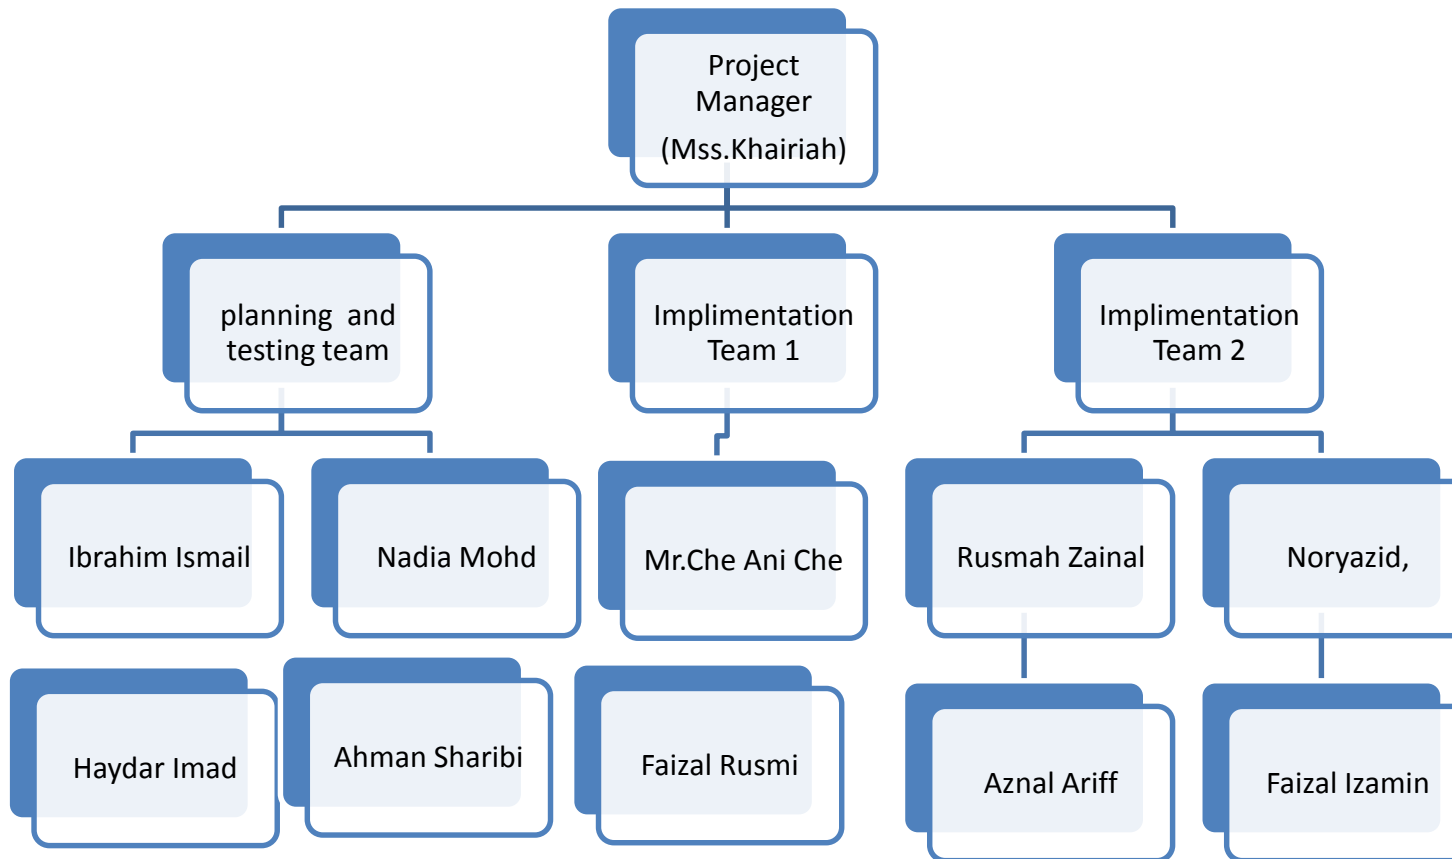 Project
Manager
(Mss.Khairiah)
planning  and
testing team
Implimentation
Team 1
Implimentation
Team 2
Ibrahim Ismail
Nadia Mohd
Mr.Che Ani Che
Rusmah Zainal
Noryazid,
Haydar Imad
Ahman Sharibi
Faizal Rusmi
Aznal Ariff
Faizal Izamin